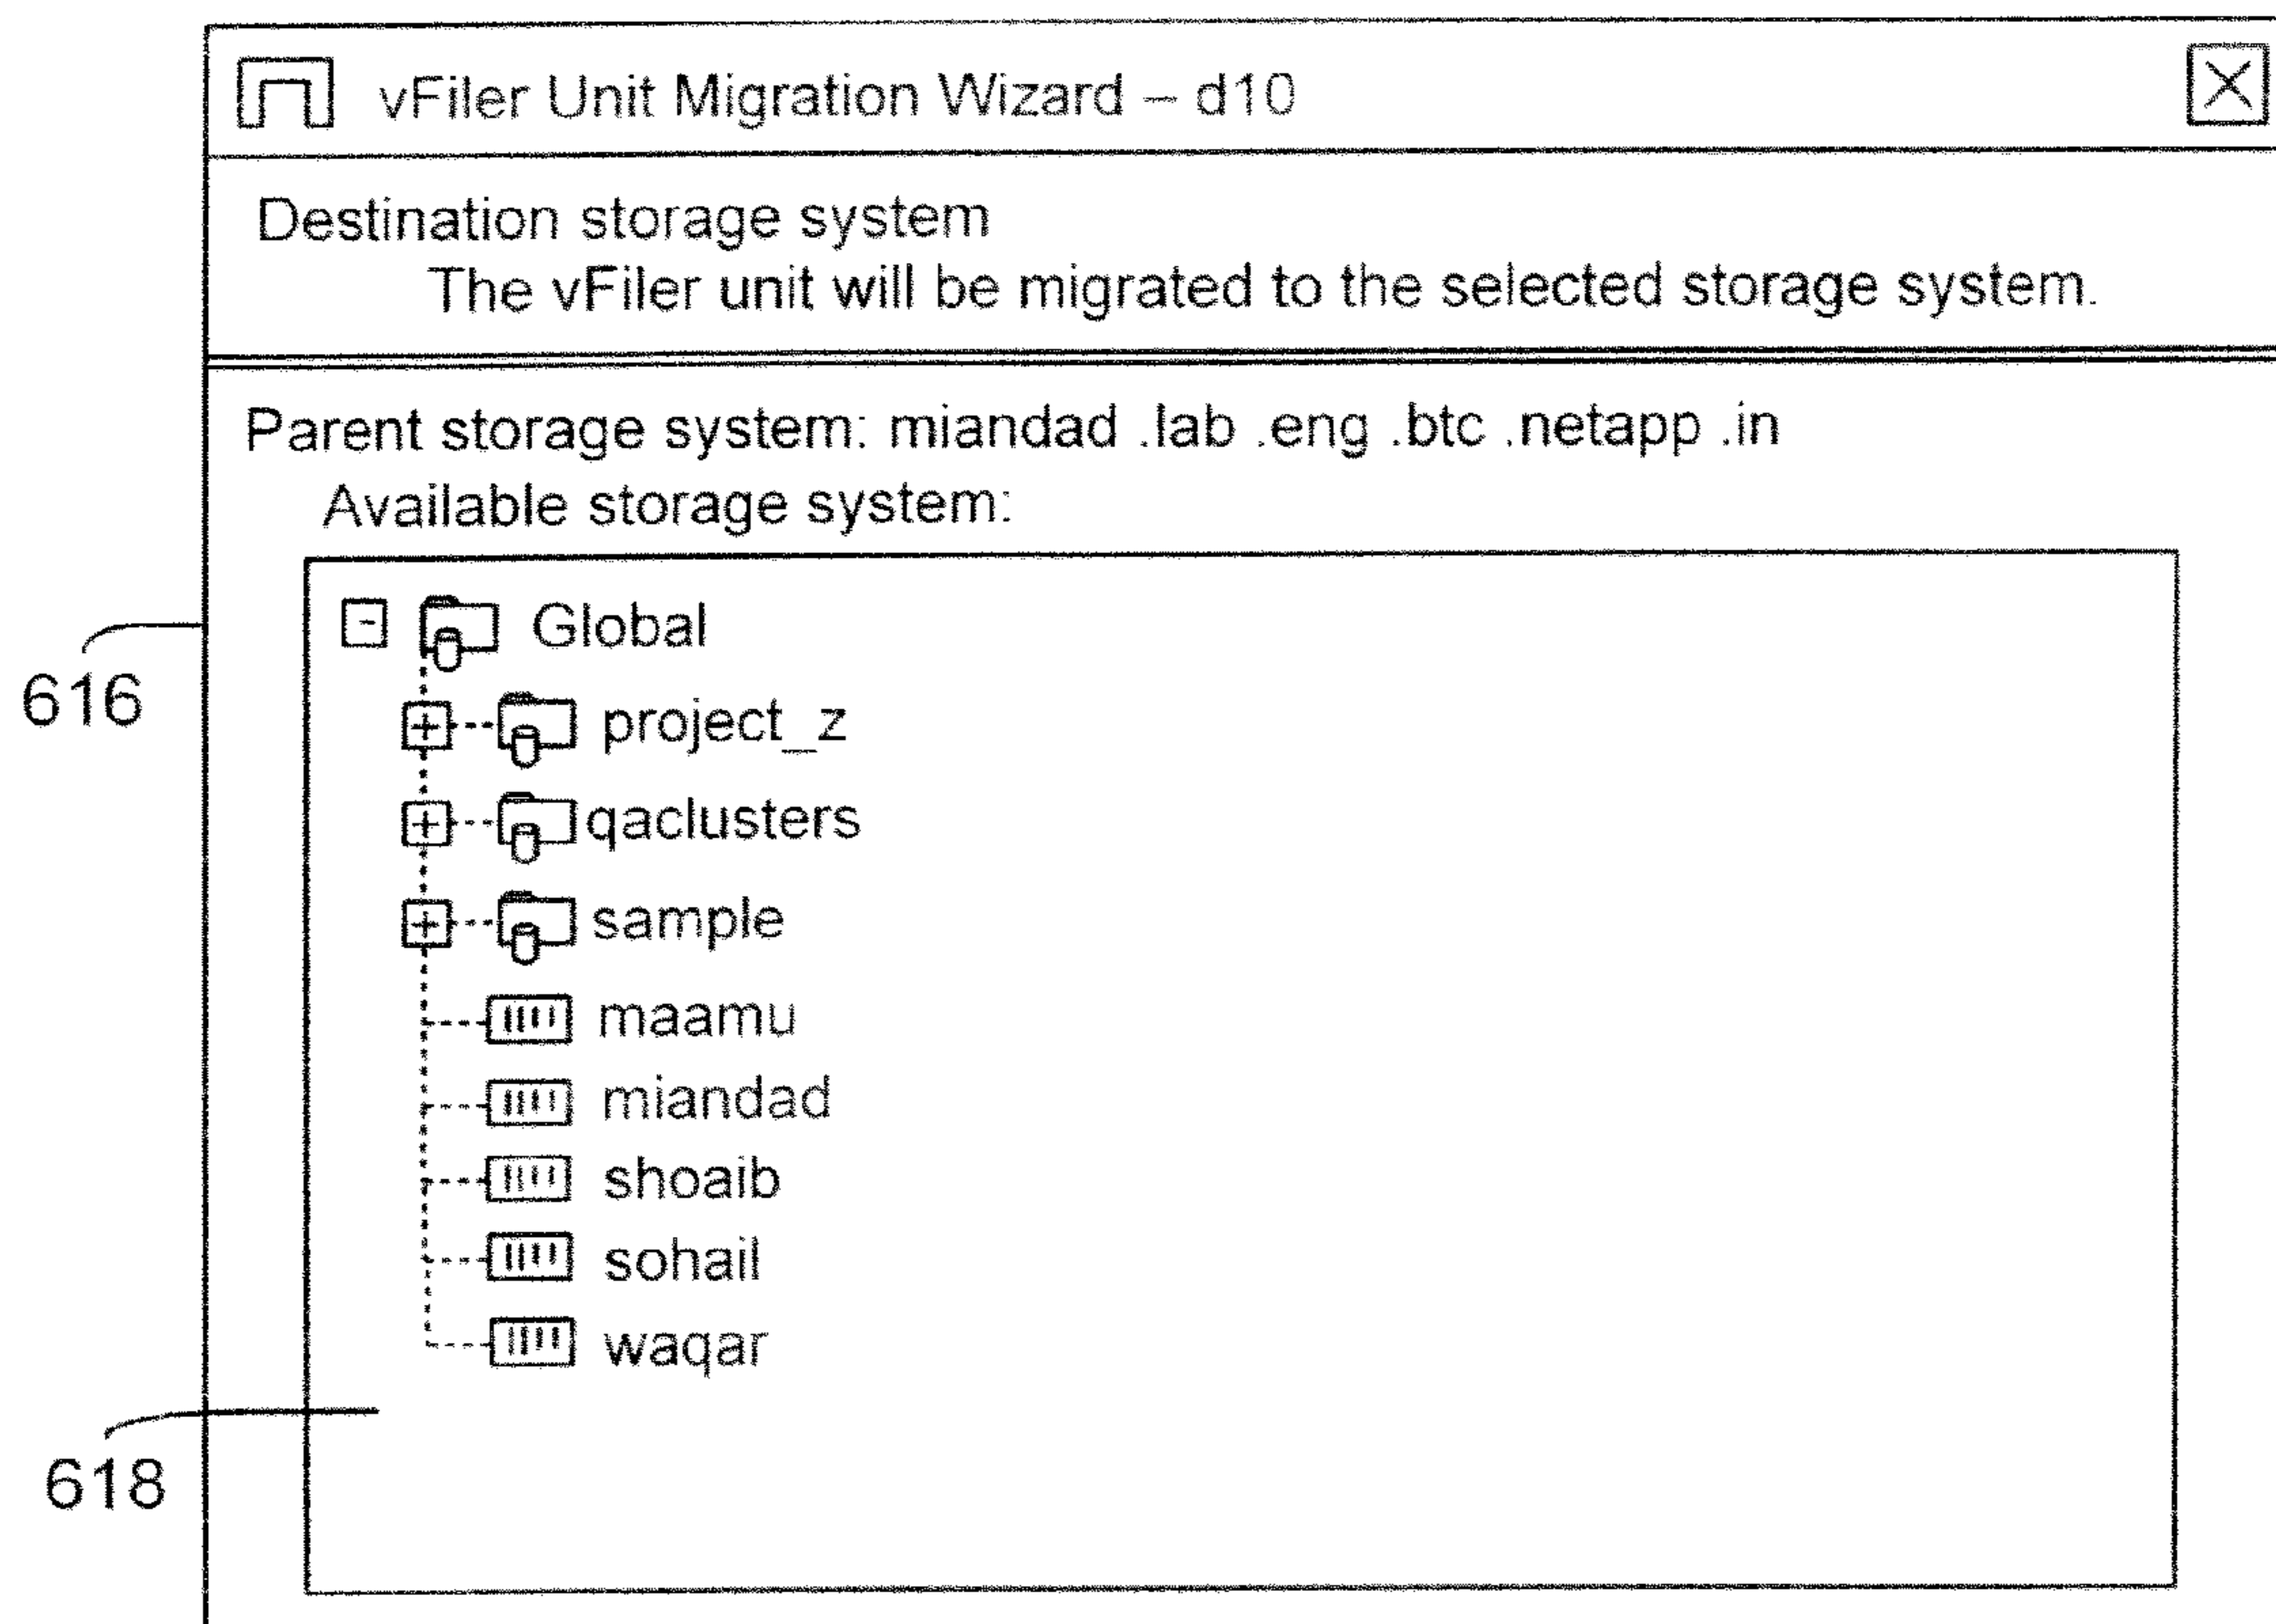 vFiler Unit Migration Wizard – d10
Destination storage system
The vFiler unit will be migrated to the selected storage system.
Parent storage system: miandad .lab .eng .btc .netapp .in
Available storage system:
Global
616
project_z
qaclusters
sample
maamu
miandad
shoaib
sohail
waqar
618